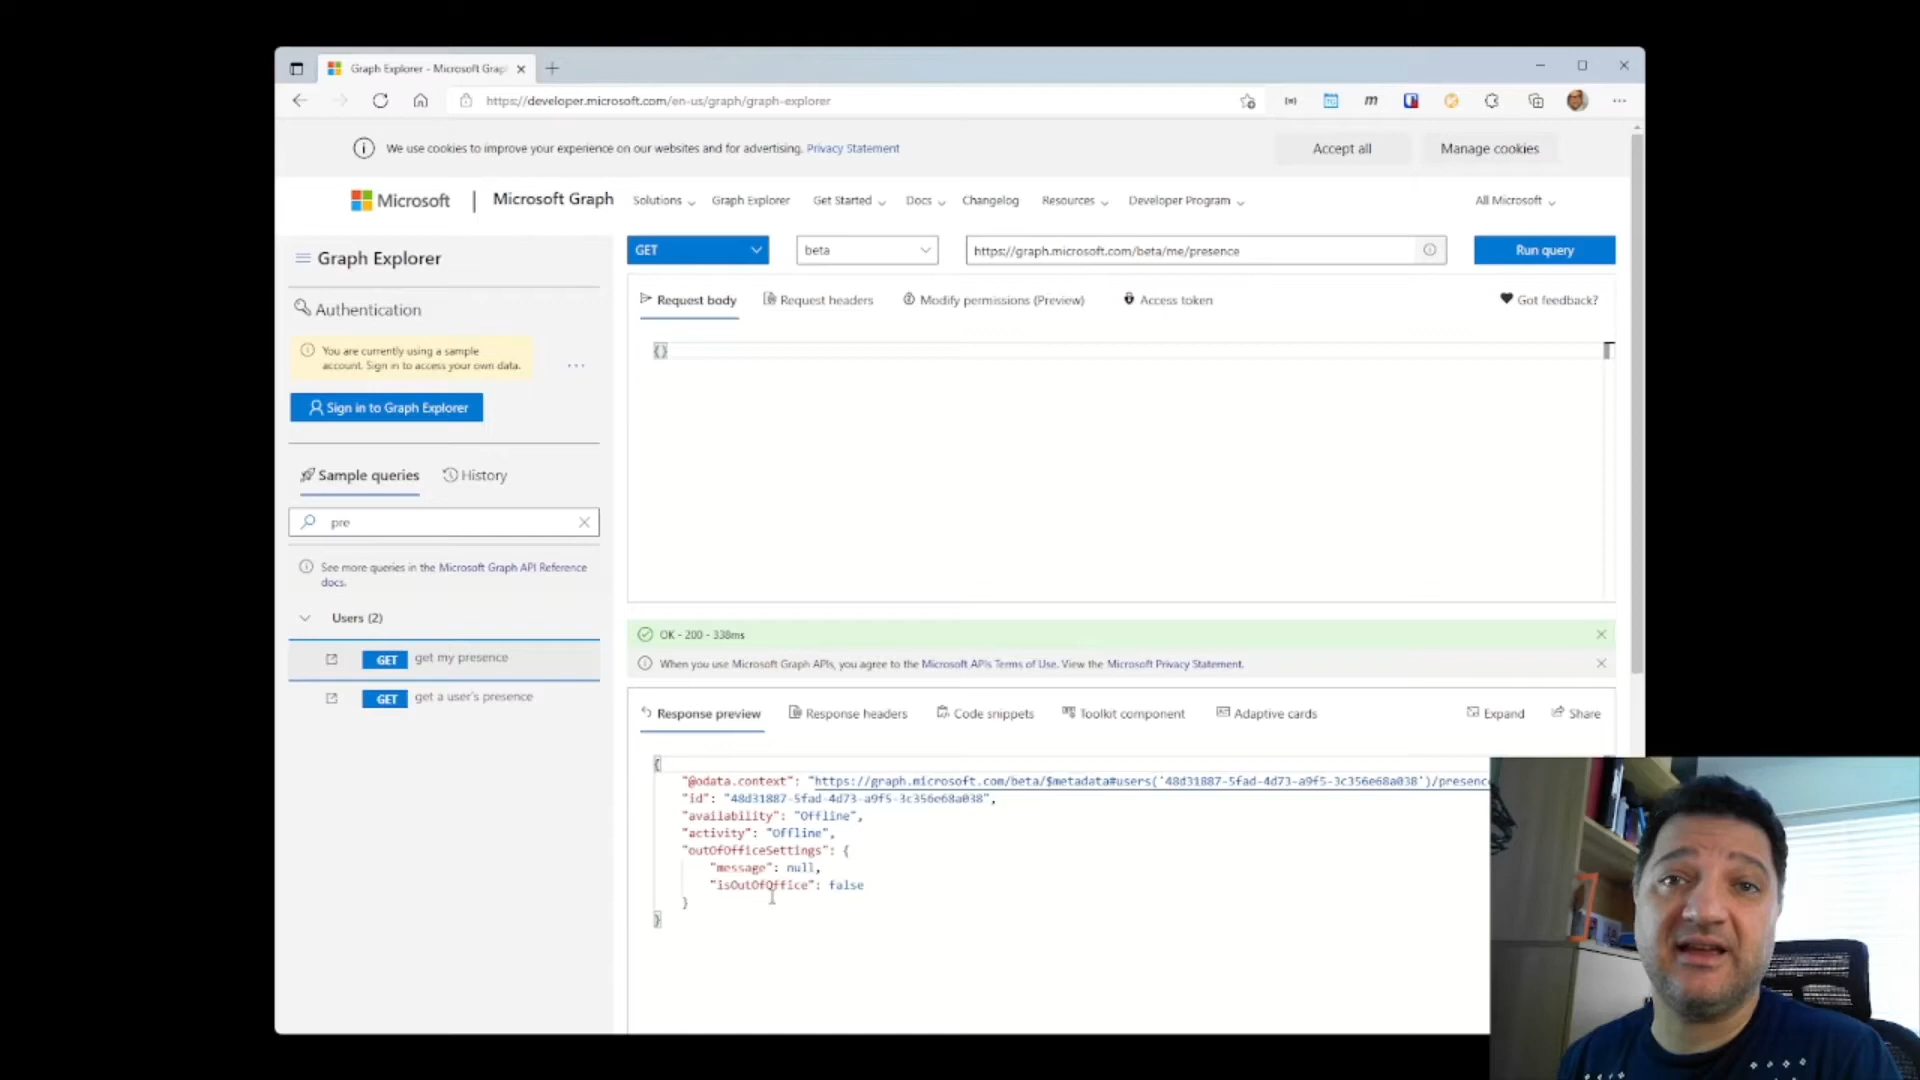 Graph Explorer - Microsoft Grap
https://developer.microsoft.com/en-us/graph/graph-explorer
We use cookies to improve your experience on our websites and for advertising. Privacy Statement
Accept all
Manage cookies
Microsoft
Microsoft Graph
Solutions
Graph Explorer
Get Started
Docs
Changelog
Resources
Developer Program
All Microsoft
Graph Explorer
GET
beta
https://graph.microsoft.com/beta/me/presence
Run query
Authentication
Request body
Request headers
Modify permissions (Preview)
Access token
Got feedback?
You are currently using a sample
account. Sign in to access your own data.
...
{}
Sign in to Graph Explorer
Sample queries
History
pre
See more queries in the Microsoft Graph API Reference
docs.
Users (2)
GET get my presence
GET get a user's presence
OK - 200 - 338ms
When you use Microsoft Graph APIs, you agree to the Microsoft APIs Terms of Use. View the Microsoft Privacy Statement.
Response preview
Response headers
Code snippets
Toolkit component
Adaptive cards
Expand
Share
{
"@odata.context": "https://graph.microsoft.com/beta/$metadata#users('48d31887-5fad-4d73-a9f5-3c356e68a038')/presenc
"id": "48d31887-5fad-4d73-a9f5-3c356e68a038",
"availability": "Offline",
"activity": "Offline",
"outOfOfficeSettings": {
"message": null,
"isOutOfOffice": false
}
}